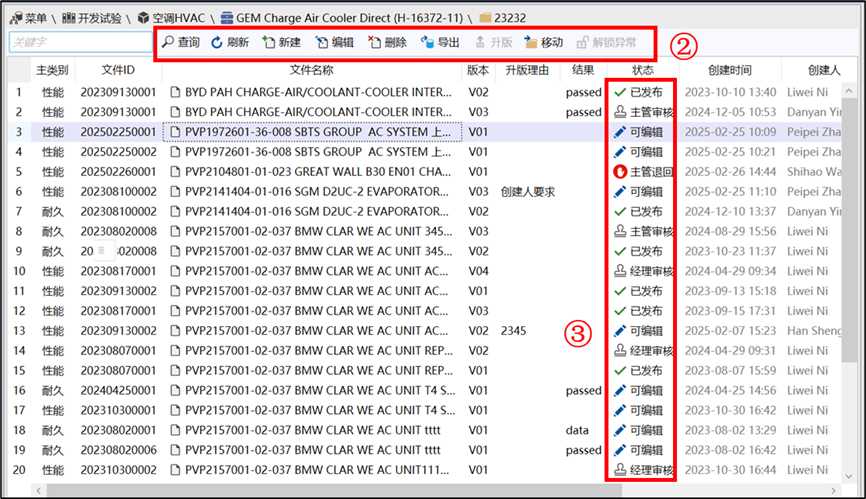 菜单 \ 开发试验 \ 空调HVAC \ GEM Charge Air Cooler Direct (H-16372-11) \ 23232
关键字 查询 刷新 新建 编辑 删除 导出 升版 移动 解锁异常 ②
主类别 文件ID 文件名称 版本 升版理由 结果 状态 创建时间 创建人
1 性能 202309130001 BYD PAH CHARGE-AIR/COOLANT-COOLER INTER... V02 passed 已发布 2023-10-10 13:40 Liwei Ni
2 性能 202309130002 BYD PAH CHARGE-AIR/COOLANT-COOLER INTER... V03 passed 主管审核 2024-12-05 10:53 Danyan Yin
3 性能 202502250001 PVP1972601-36-008 SBTS GROUP AC SYSTEM 上... V01 可编辑 2025-02-25 10:09 Peipei Zha
4 性能 202502250002 PVP1972601-36-008 SBTS GROUP AC SYSTEM 上... V01 可编辑 2025-02-25 10:21 Peipei Zha
5 性能 202502260001 PVP2104801-01-023 GREAT WALL B30 EN01 CHA... V01 主管退回 2025-02-26 14:44 Shihao Wa
6 性能 202308100002 PVP2141404-01-016 SGM D2UC-2 EVAPORATOR... V03 创建人要求 可编辑 2025-02-25 11:10 Peipei Zha
7 耐久 202308100002 PVP2141404-01-016 SGM D2UC-2 EVAPORATOR... V02 已发布 2024-12-10 13:37 Danyan Yin
8 耐久 202308020008 PVP2157001-02-037 BMW CLAR WE AC UNIT 345... V03 主管审核 2024-08-29 15:56 Liwei Ni
9 耐久 20 020008 PVP2157001-02-037 BMW CLAR WE AC UNIT 345... V02 已发布 2023-10-23 11:37 Liwei Ni
10 性能 202308170001 PVP2157001-02-037 BMW CLAR WE AC UNIT AC... V04 经理审核 2024-04-29 09:34 Liwei Ni
11 性能 202309130002 PVP2157001-02-037 BMW CLAR WE AC UNIT AC... V01 已发布 2023-09-13 15:18 Liwei Ni
12 性能 202308170001 PVP2157001-02-037 BMW CLAR WE AC UNIT AC... V03 已发布 2023-09-15 17:31 Liwei Ni
③
13 性能 202309130002 PVP2157001-02-037 BMW CLAR WE AC UNIT AC... V02 2345 可编辑 2025-02-07 15:23 Han Sheng
14 性能 202308070001 PVP2157001-02-037 BMW CLAR WE AC UNIT REP... V02 经理审核 2024-04-29 09:31 Liwei Ni
15 性能 202308070001 PVP2157001-02-037 BMW CLAR WE AC UNIT REP... V01 已发布 2023-08-07 15:59 Liwei Ni
16 耐久 202404250001 PVP2157001-02-037 BMW CLAR WE AC UNIT T4 S... V01 passed 可编辑 2024-04-25 14:56 Liwei Ni
17 性能 202310300001 PVP2157001-02-037 BMW CLAR WE AC UNIT T4 S... V01 可编辑 2023-10-30 16:42 Liwei Ni
18 耐久 202308020001 PVP2157001-02-037 BMW CLAR WE AC UNIT tttt V01 data 可编辑 2023-08-02 13:29 Liwei Ni
19 耐久 202308020006 PVP2157001-02-037 BMW CLAR WE AC UNIT tttt V01 passed 可编辑 2023-08-02 16:42 Liwei Ni
20 性能 202310300002 PVP2157001-02-037 BMW CLAR WE AC UNIT111... V01 经理审核 2023-10-30 16:44 Liwei Ni